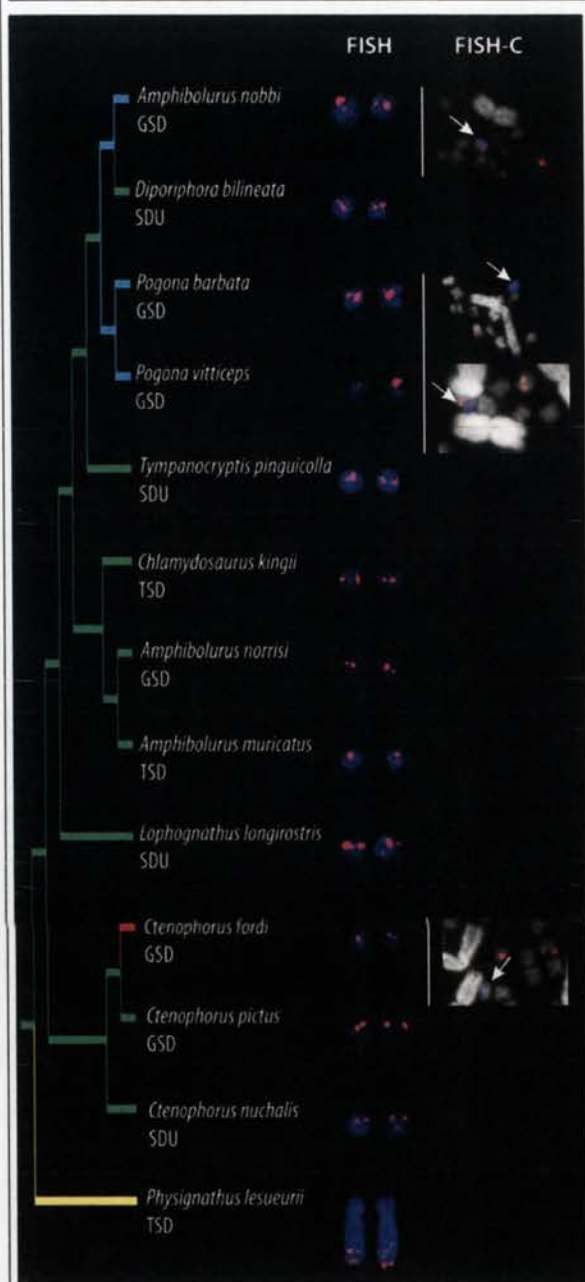 FISH FISH-C
Amphibolurus nobbi
GSD
Diporiphora bilineata
SDU
Pogona barbata
GSD
Pogona vitticeps
GSD
Tympanocryptis pinguicolla
SDU
Chlamydosaurus kingii
TSD
Amphibolurus norrisi
GSD
Amphibolurus muricatus
TSD
Lophognathus longirostris
SDU
Ctenophorus fordi
GSD
Ctenophorus pictus
GSD
Ctenophorus nuchalis
SDU
Physignathus lesueurii
TSD